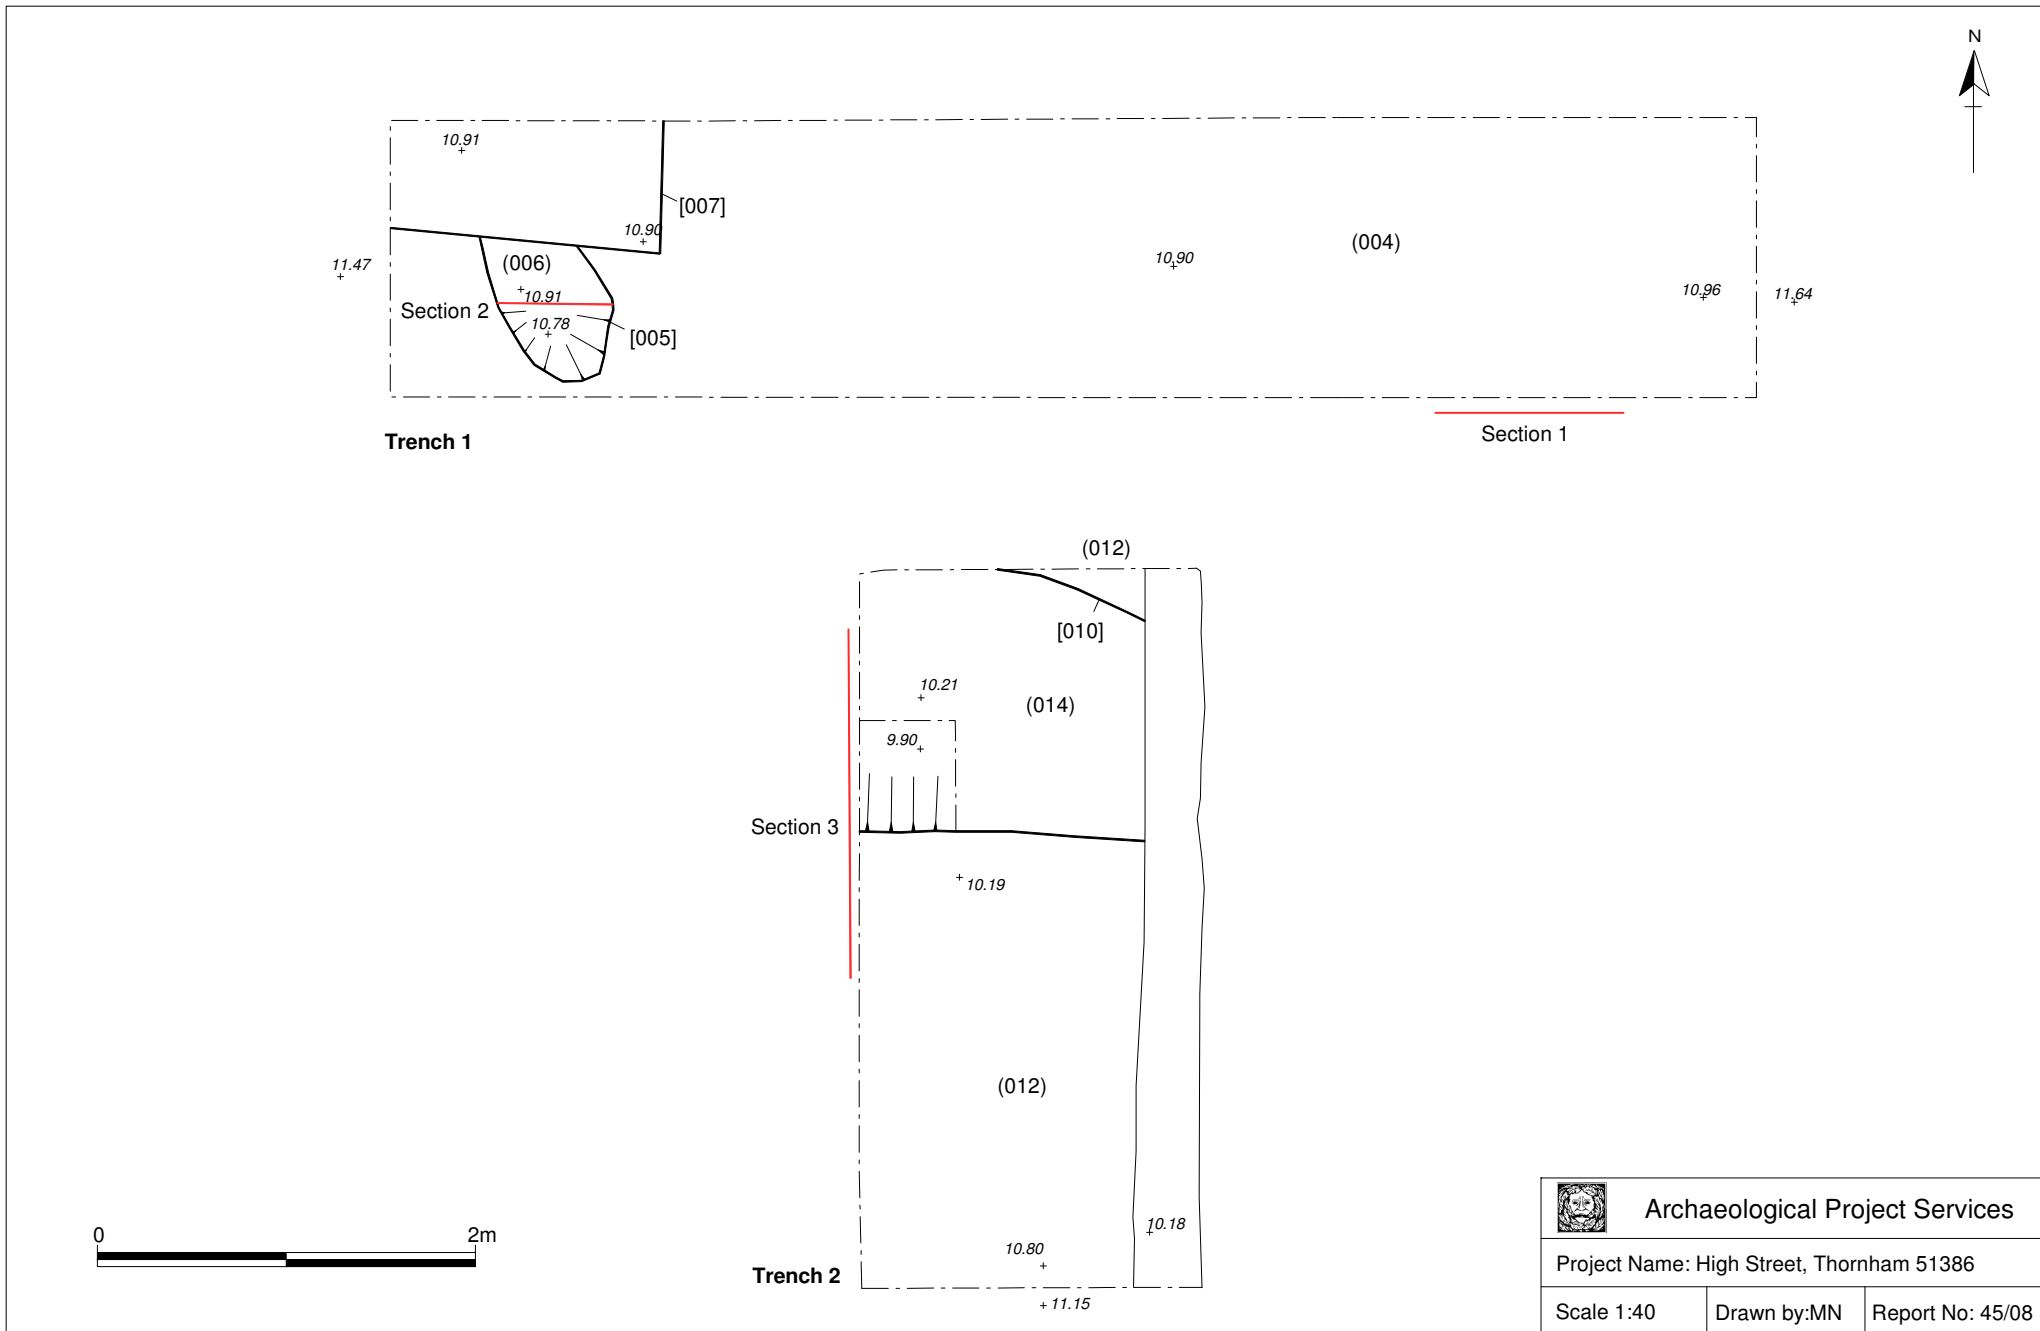 N
10.91
[007]
10.90
(004)
11.47
(006)
10.90
10.91
10.96
11.64
Section 2
10.78
[005]
Trench 1
Section 1
(012)
[010]
10.21
(014)
9.90
Section 3
10.19
(012)
0
2m
10.18
10.80
Trench 2
11.15
Archaeological Project Services
Project Name: High Street, Thornham 51386
Scale 1:40
Drawn by:MN
Report No: 45/08